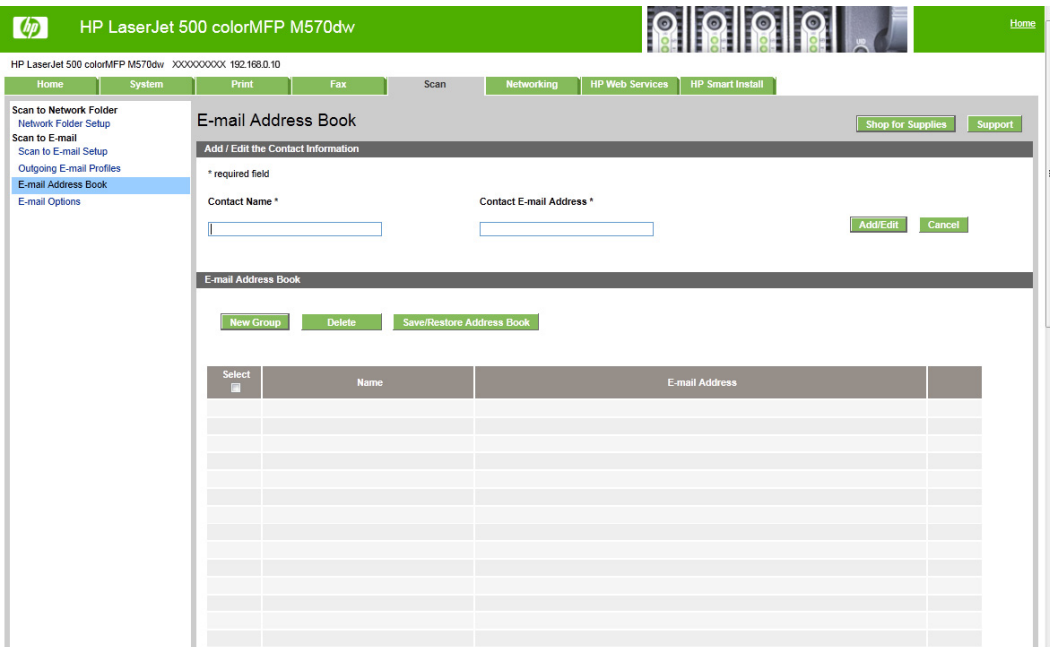 hp
HP LaserJet 500 colorMFP M570dw
Home
HP LaserJet 500 colorMFP M570dw XXXXXXXXX 192.168.0.10
Home System Print Fax Scan Networking HP Web Services HP Smart Install
Scan to Network Folder
Network Folder Setup
Scan to E-mail
Scan to E-mail Setup
Outgoing E-mail Profiles
E-mail Address Book
E-mail Options
E-mail Address Book
Shop for Supplies Support
Add / Edit the Contact Information
* required field
Contact Name * Contact E-mail Address *
Add/Edit Cancel
E-mail Address Book
New Group Delete Save/Restore Address Book
Select Name E-mail Address